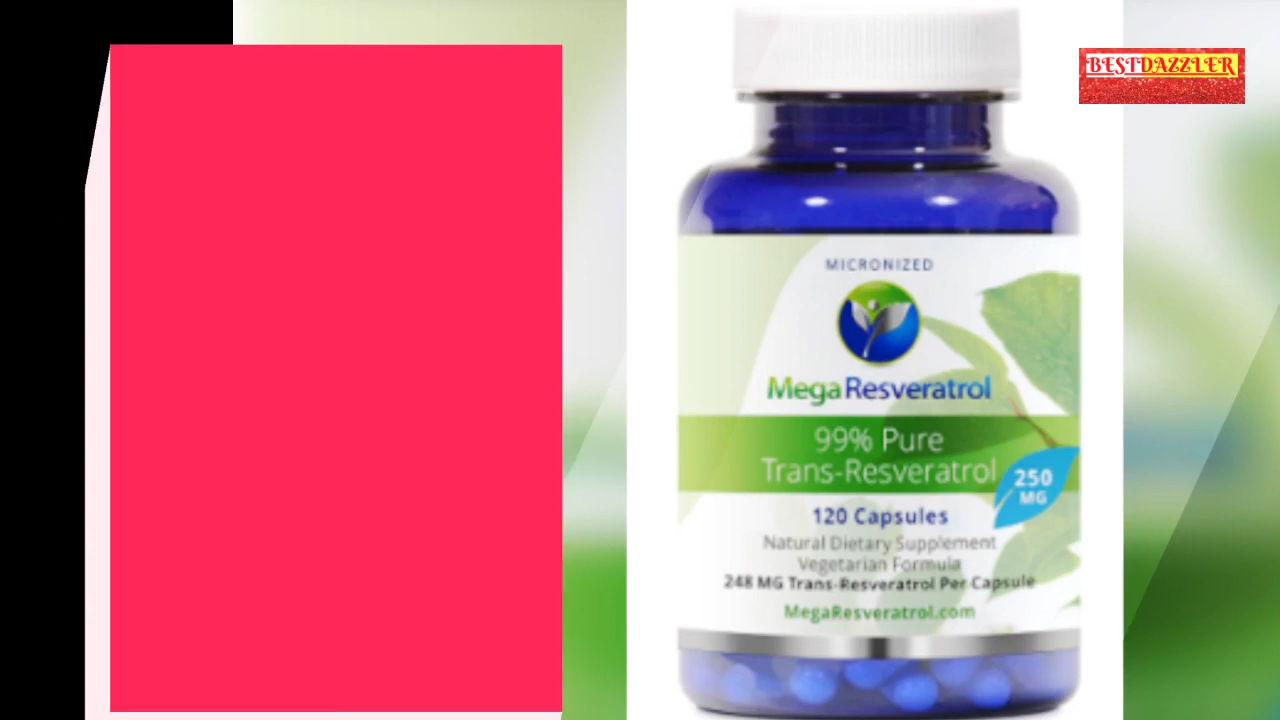 BESTDAZZLER
MICRONIZED
MegaResveratrol
99% Pure
Trans-Resveratrol
250
MG
120 Capsules
Natural Dietary Supplement
Vegetarian Formula
248 MG Trans-Resveratrol Per Capsule
MegaResveratrol.com